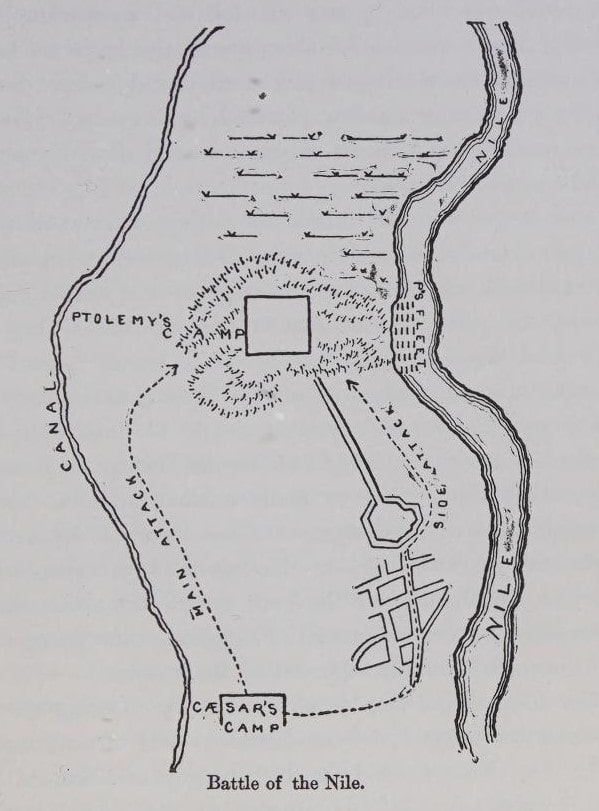 NILE
PTOLEMY'S
CAMP
P'S FLEET
CANAL
MAIN ATTACK
SIDE ATTACK
NILE
CÆSAR'S
CAMP
Battle of the Nile.